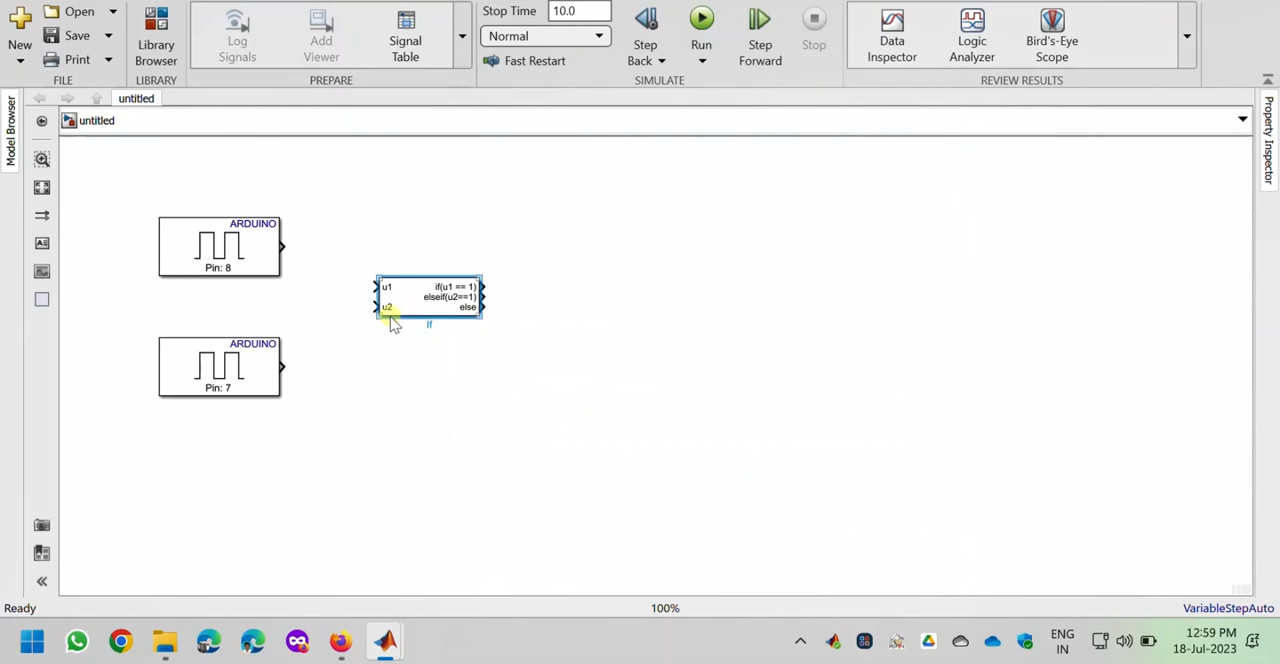 New
Open
Save
Print
FILE
Library
Browser
LIBRARY
Log
Signals
Add
Viewer
Signal
Table
PREPARE
Stop Time
10.0
Normal
Fast Restart
Step
Back
Run
Step
Forward
Stop
SIMULATE
Data
Inspector
Logic
Analyzer
Bird's-Eye
Scope
REVIEW RESULTS
Model Browser
untitled
untitled
Property Inspector
ARDUINO
Pin: 8
u1 if(u1 == 1)
elseif(u2==1)
u2 else
If
ARDUINO
Pin: 7
Ready
100%
VariableStepAuto
ENG
IN
12:59 PM
18-Jul-2023